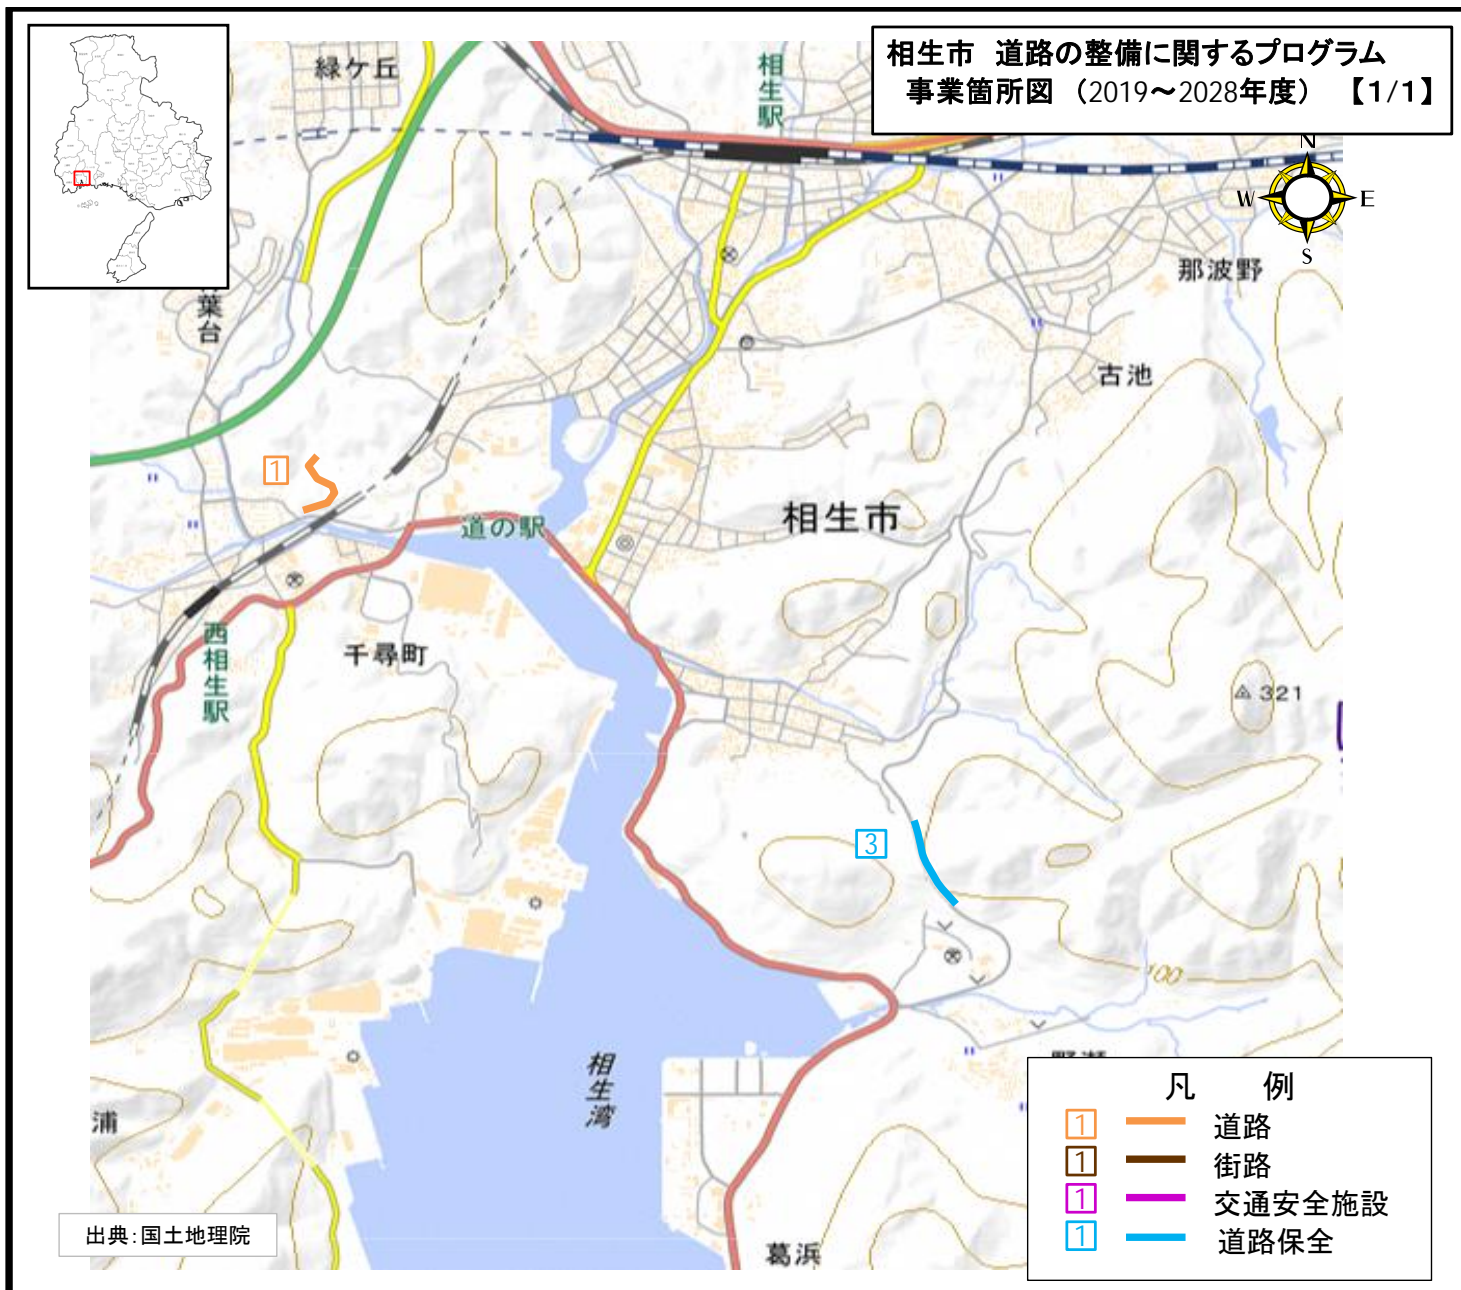 相生市 道路の整備に関するプログラム
事業箇所図 （2019～2028年度） 【1/1】
N
W
E
S
緑ケ丘
相生駅
葉台
那波野
古池
1
道の駅
相生市
西相生駅
千尋町
321
3
100
相生湾
浦
葛浜
凡 例
1 道路
1 街路
1 交通安全施設
1 道路保全
出典：国土地理院